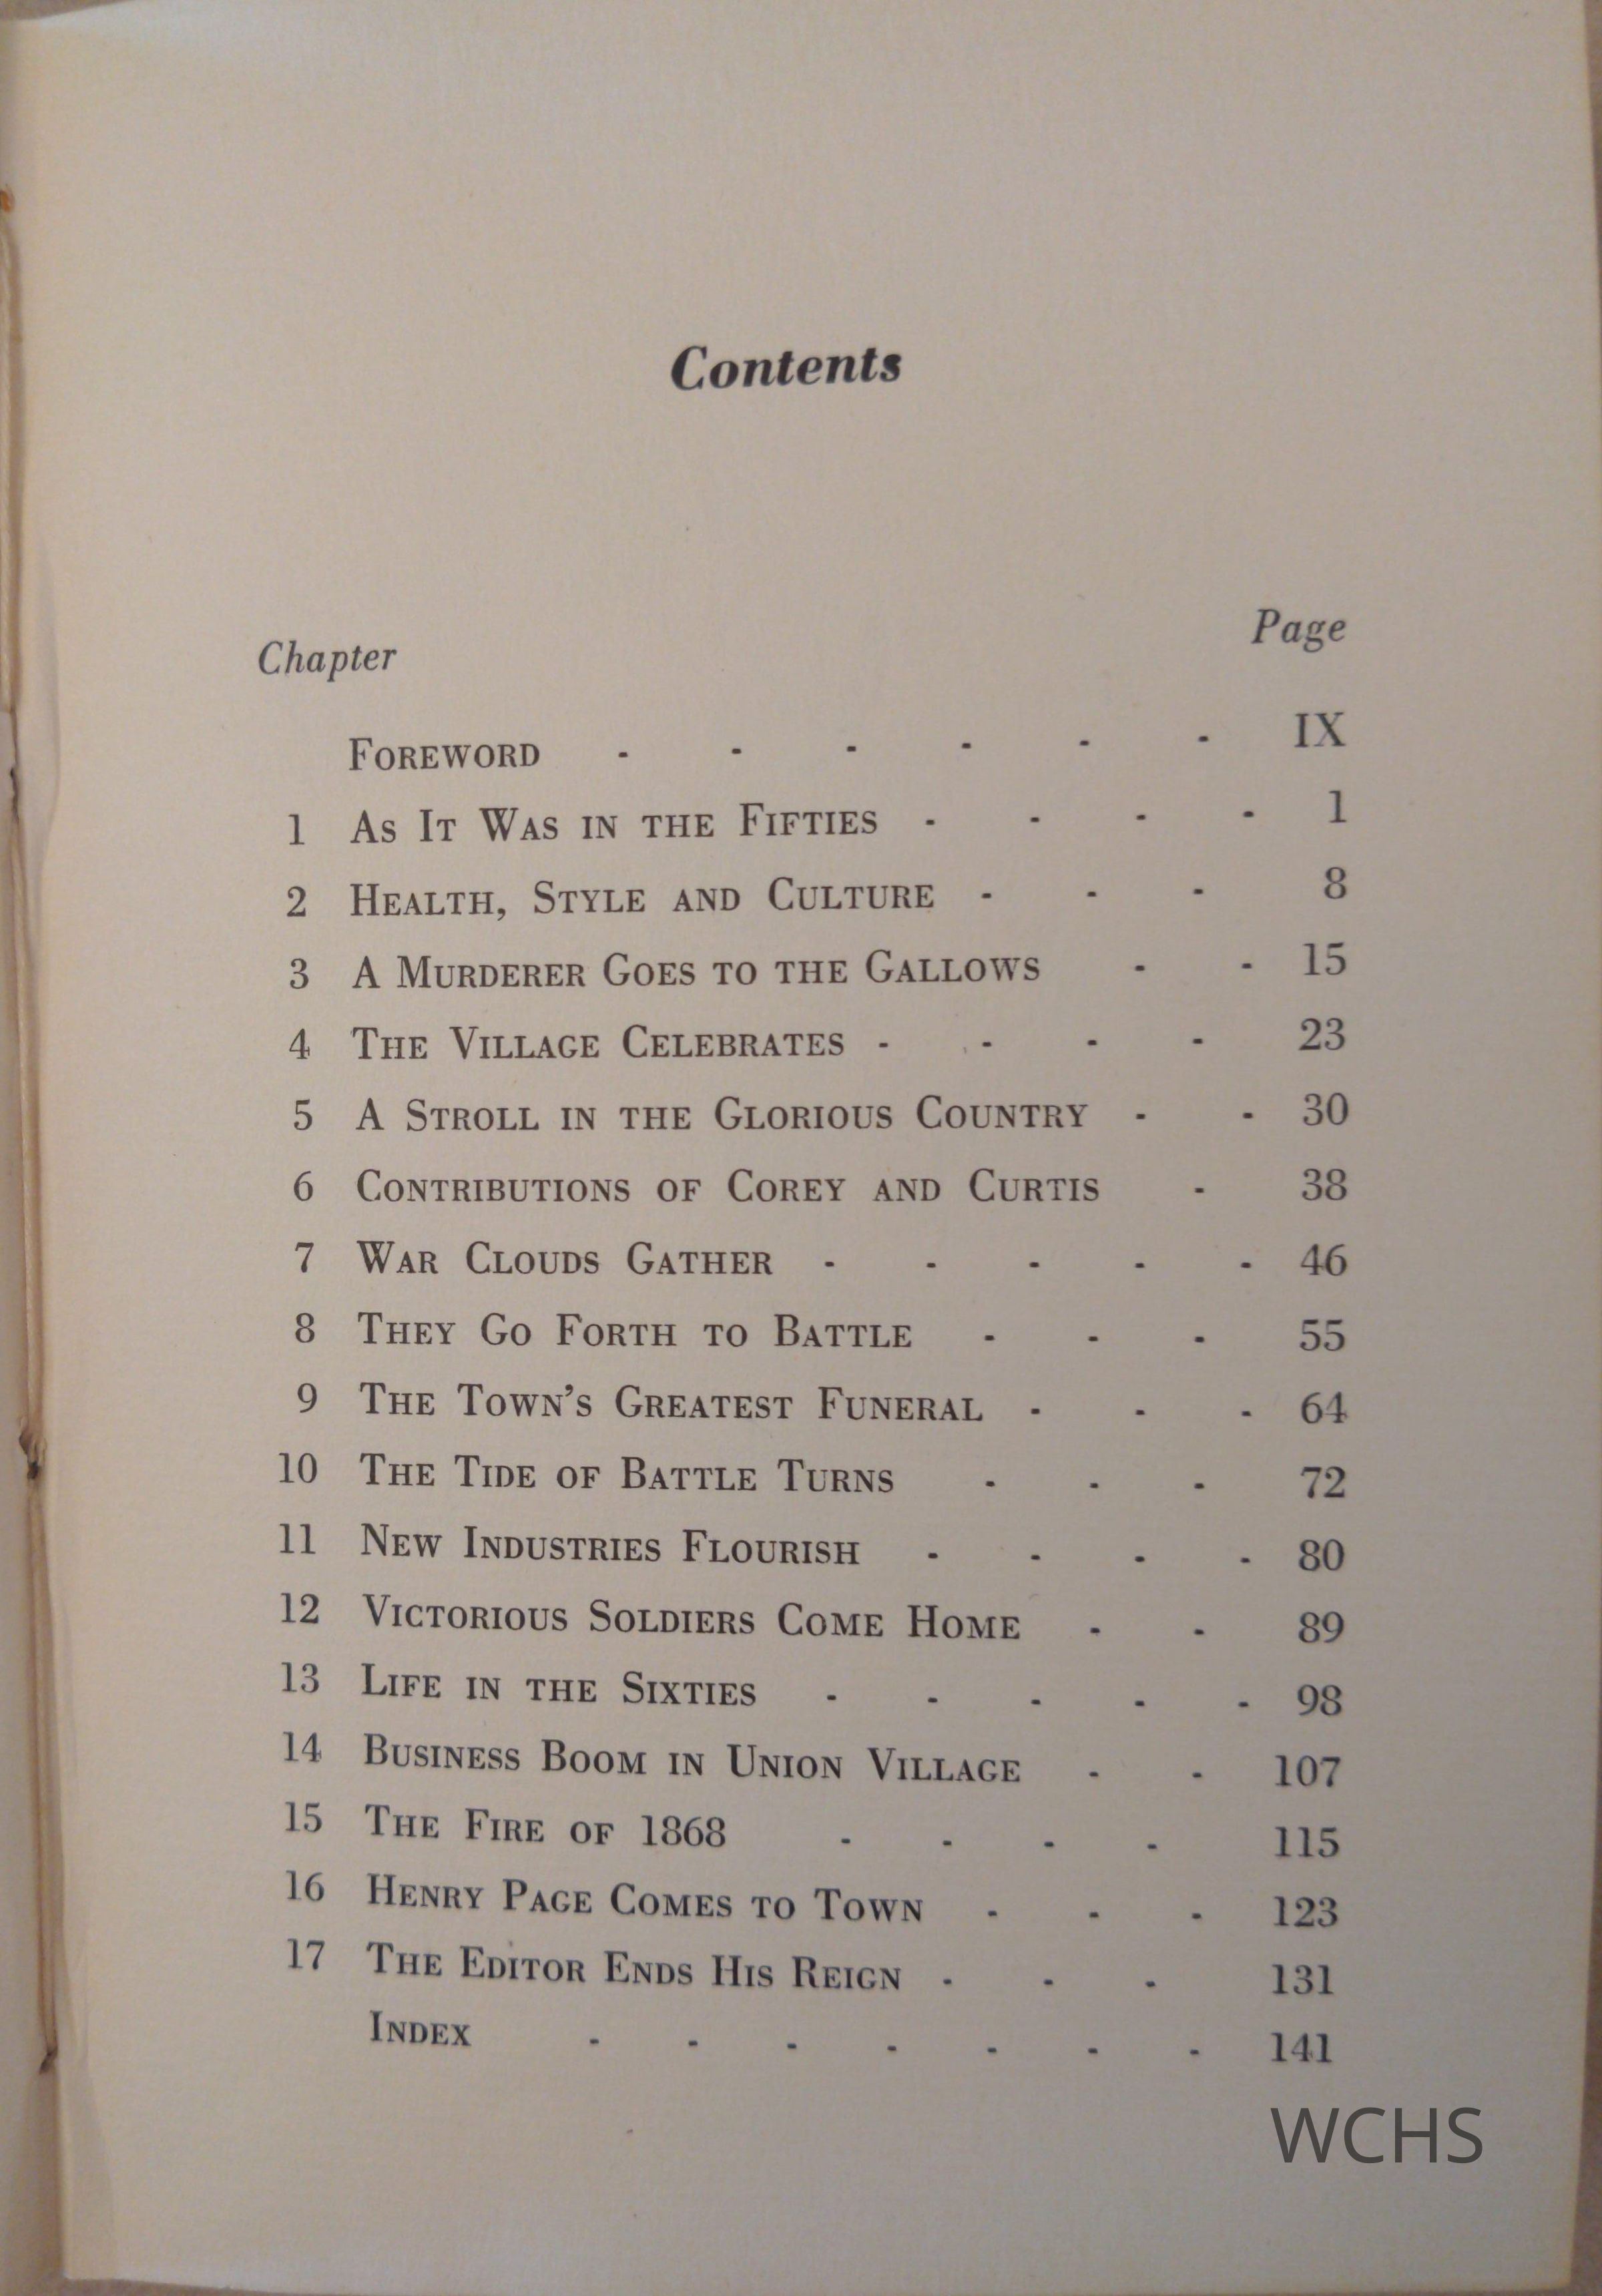 Contents
Chapter Page
FOREWORD - - - - - - IX
1 AS IT WAS IN THE FIFTIES - - - - 1
2 HEALTH, STYLE AND CULTURE - - - 8
3 A MURDERER GOES TO THE GALLOWS - - 15
4 THE VILLAGE CELEBRATES - - - - 23
5 A STROLL IN THE GLORIOUS COUNTRY - - 30
6 CONTRIBUTIONS OF COREY AND CURTIS - 38
7 WAR CLOUDS GATHER - - - - - 46
8 THEY GO FORTH TO BATTLE - - - 55
9 THE TOWN'S GREATEST FUNERAL - - - 64
10 THE TIDE OF BATTLE TURNS - - - 72
11 NEW INDUSTRIES FLOURISH - - - - 80
12 VICTORIOUS SOLDIERS COME HOME - - 89
13 LIFE IN THE SIXTIES - - - - - 98
14 BUSINESS BOOM IN UNION VILLAGE - - 107
15 THE FIRE OF 1868 - - - - 115
16 HENRY PAGE COMES TO TOWN - - - 123
17 THE EDITOR ENDS HIS REIGN - - - 131
INDEX - - - - - - - 141
WCHS